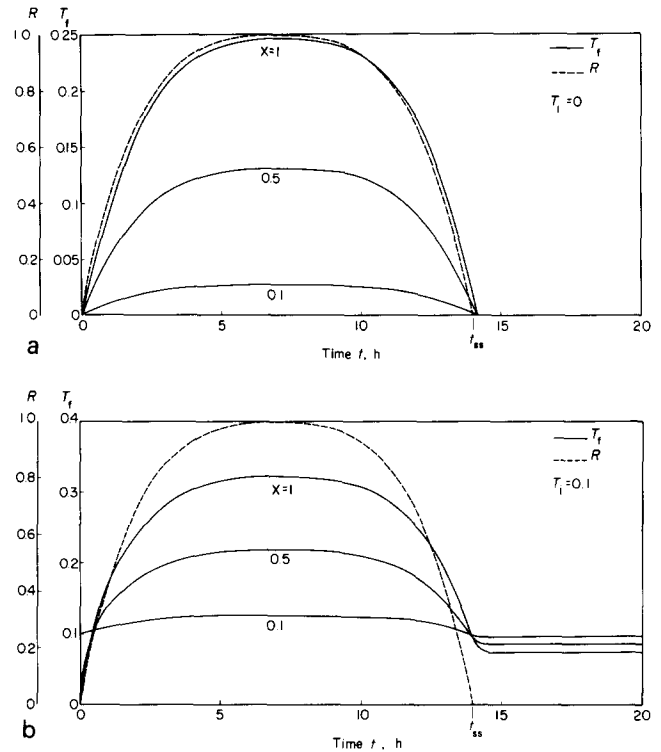 R T_f
1.0 0.25
X=1
T_f
R
T_i=0
0.8 0.2
0.6 0.15
0.5
0.4 0.1
0.2 0.05
0.1
0 0
0 5 10 15 20
t_ss
Time t, h
a
R T_f
1.0 0.4
T_f
R
T_i=0.1
X=1
0.8 0.3
0.6
0.5
0.2
0.4
0.1
0.1
0.2
0 0
0 5 10 15 20
t_ss
Time t, h
b